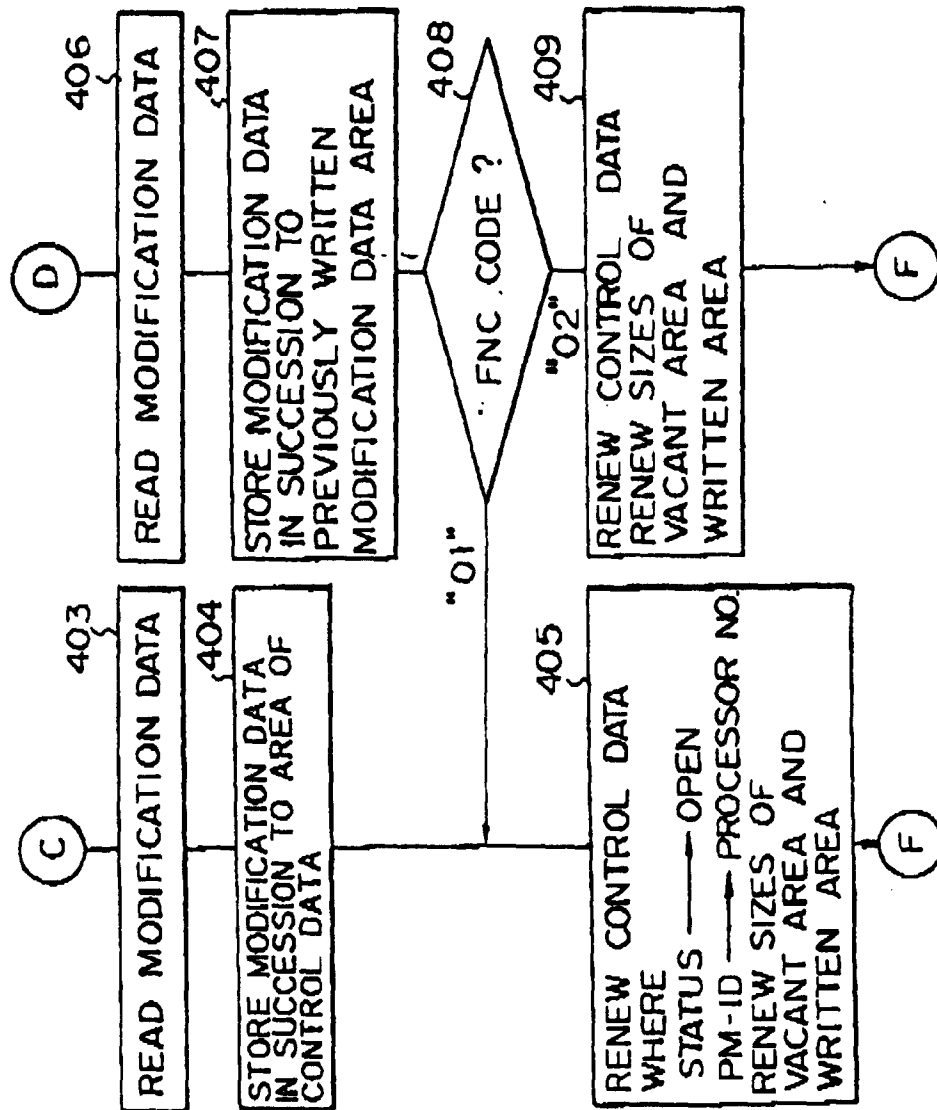 C
403
READ MODIFICATION DATA
404
STORE MODIFICATION DATA
IN SUCCESSION TO AREA OF
CONTROL DATA
405
RENEW CONTROL DATA
WHERE
STATUS → OPEN
PM-ID → PROCESSOR NO.
RENEW SIZES OF
VACANT AREA AND
WRITTEN AREA
F
D
406
READ MODIFICATION DATA
407
STORE MODIFICATION DATA
IN SUCCESSION TO
PREVIOUSLY WRITTEN
MODIFICATION DATA AREA
408
FNC CODE ?
"01"
"02"
409
RENEW CONTROL DATA
RENEW SIZES OF
VACANT AREA AND
WRITTEN AREA
F